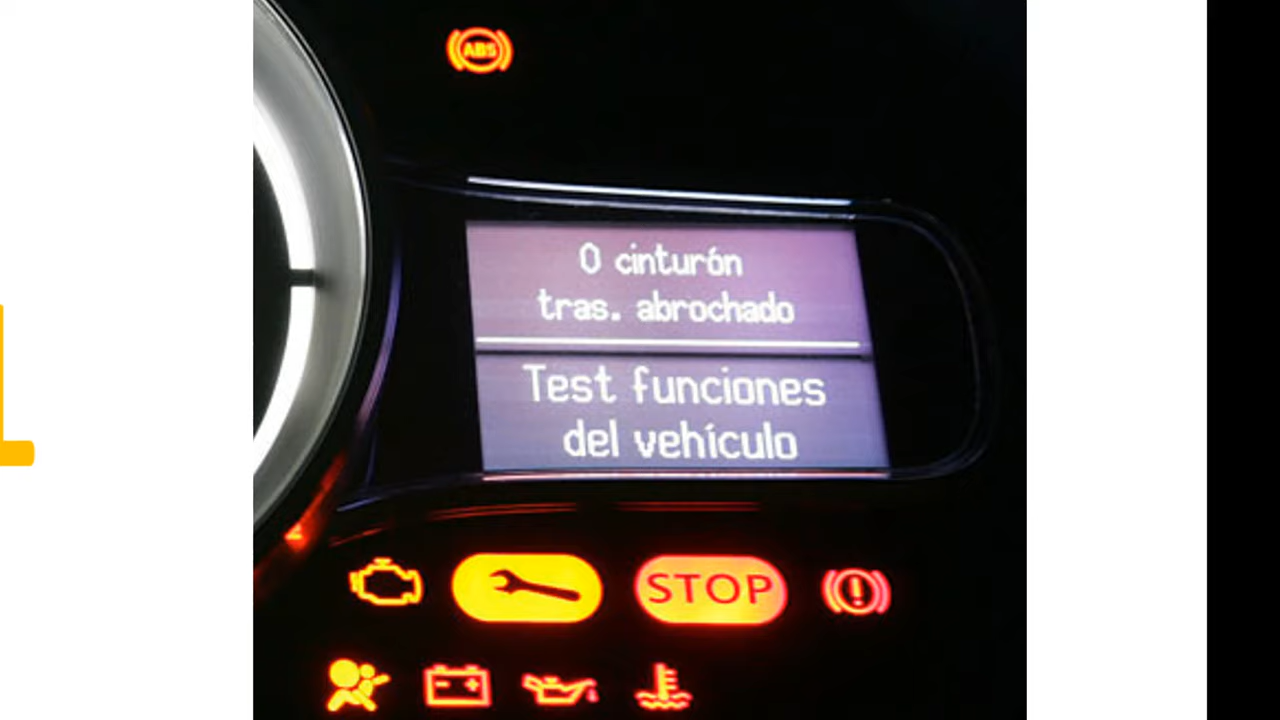 ABS
0 cinturón
tras. abrochado
Test funciones
del vehículo
STOP